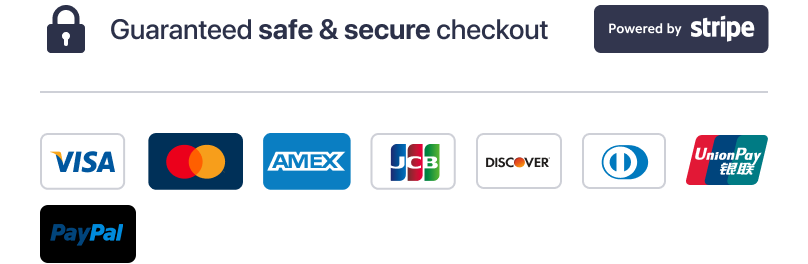 Guaranteed safe & secure checkout
Powered by stripe
VISA
AMEX
JCB
DISCOVER
UnionPay
银联
PayPal